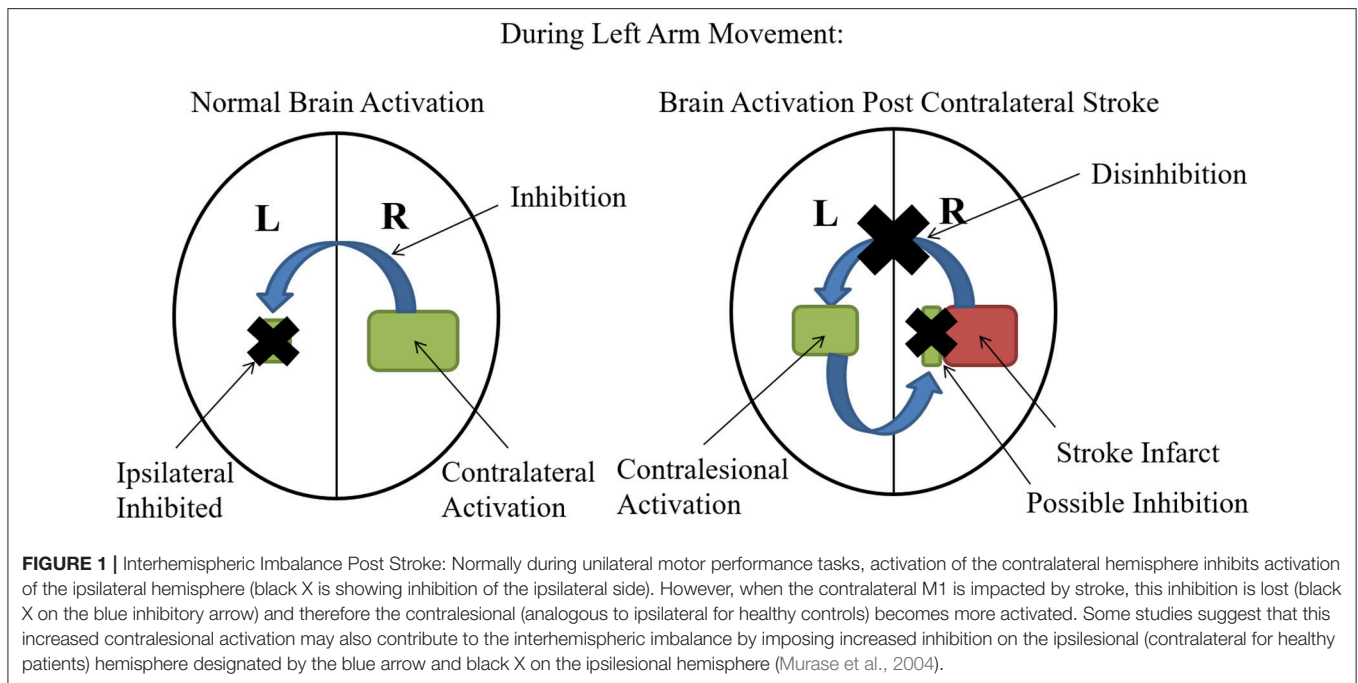 During Left Arm Movement:
Normal Brain Activation
Brain Activation Post Contralateral Stroke
L
R
Inhibition
Ipsilateral
Inhibited
Contralateral
Activation
L
R
Disinhibition
Contralesional
Activation
Stroke Infarct
Possible Inhibition
FIGURE 1 | Interhemispheric Imbalance Post Stroke: Normally during unilateral motor performance tasks, activation of the contralateral hemisphere inhibits activation
of the ipsilateral hemisphere (black X is showing inhibition of the ipsilateral side). However, when the contralateral M1 is impacted by stroke, this inhibition is lost (black
X on the blue inhibitory arrow) and therefore the contralesional (analogous to ipsilateral for healthy controls) becomes more activated. Some studies suggest that this
increased contralesional activation may also contribute to the interhemispheric imbalance by imposing increased inhibition on the ipsilesional (contralateral for healthy
patients) hemisphere designated by the blue arrow and black X on the ipsilesional hemisphere (Murase et al., 2004).